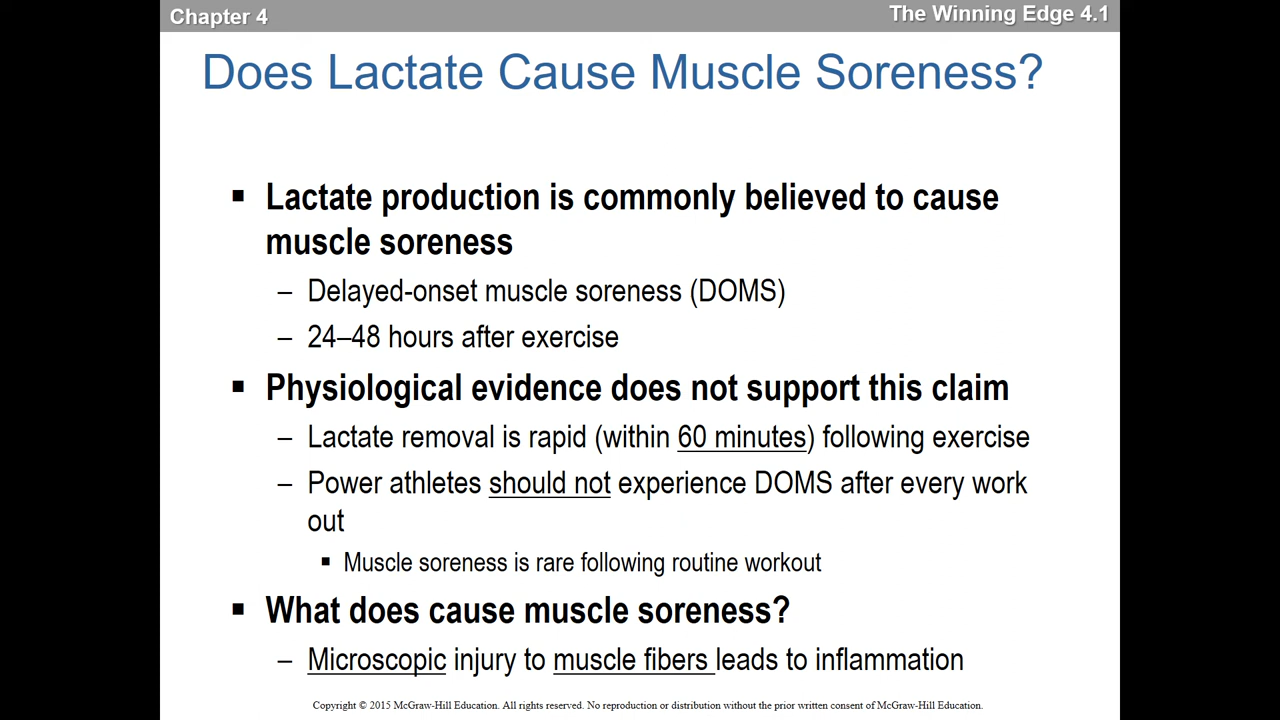 Chapter 4
The Winning Edge 4.1
Does Lactate Cause Muscle Soreness?
▪ Lactate production is commonly believed to cause
muscle soreness
– Delayed-onset muscle soreness (DOMS)
– 24–48 hours after exercise
▪ Physiological evidence does not support this claim
– Lactate removal is rapid (within 60 minutes) following exercise
– Power athletes should not experience DOMS after every work
out
▪ Muscle soreness is rare following routine workout
▪ What does cause muscle soreness?
– Microscopic injury to muscle fibers leads to inflammation
Copyright © 2015 McGraw-Hill Education. All rights reserved. No reproduction or distribution without the prior written consent of McGraw-Hill Education.